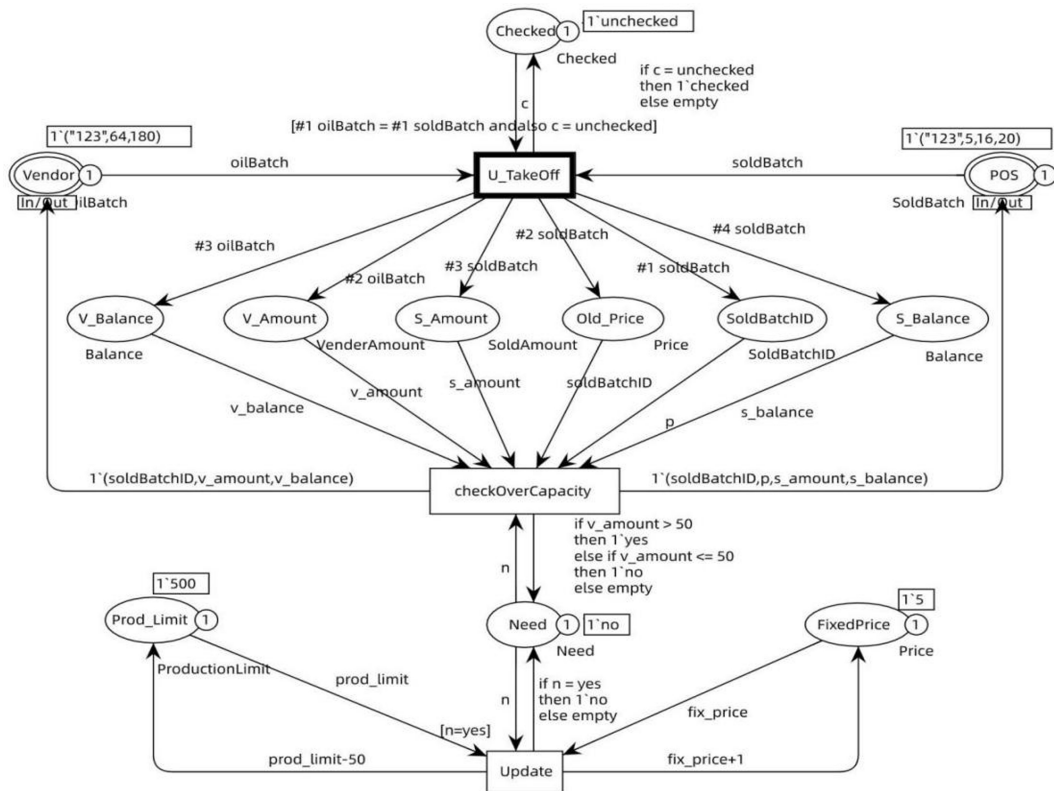 Checked
1
1`unchecked
Checked
if c = unchecked
then 1`checked
else empty
c
[#1 oilBatch = #1 soldBatch andalso c = unchecked]
1`("123",64,180)
1`("123",5,16,20)
oilBatch
soldBatch
Vendor
1
U_TakeOff
POS
1
In/Out
ilBatch
SoldBatch
In/Out
#3 oilBatch
#2 oilBatch
#3 soldBatch
#2 soldBatch
#1 soldBatch
#4 soldBatch
V_Balance
V_Amount
S_Amount
Old_Price
SoldBatchID
S_Balance
Balance
VenderAmount
SoldAmount
Price
SoldBatchID
Balance
v_balance
v_amount
s_amount
soldBatchID
p
s_balance
1`(soldBatchID,v_amount,v_balance)
checkOverCapacity
1`(soldBatchID,p,s_amount,s_balance)
n
if v_amount > 50
then 1`yes
else if v_amount <= 50
then 1`no
else empty
1`500
Prod_Limit
1
Need
1
1`no
1`5
FixedPrice
1
ProductionLimit
Need
Price
prod_limit
n
if n = yes
then 1`no
else empty
fix_price
[n=yes]
prod_limit-50
Update
fix_price+1